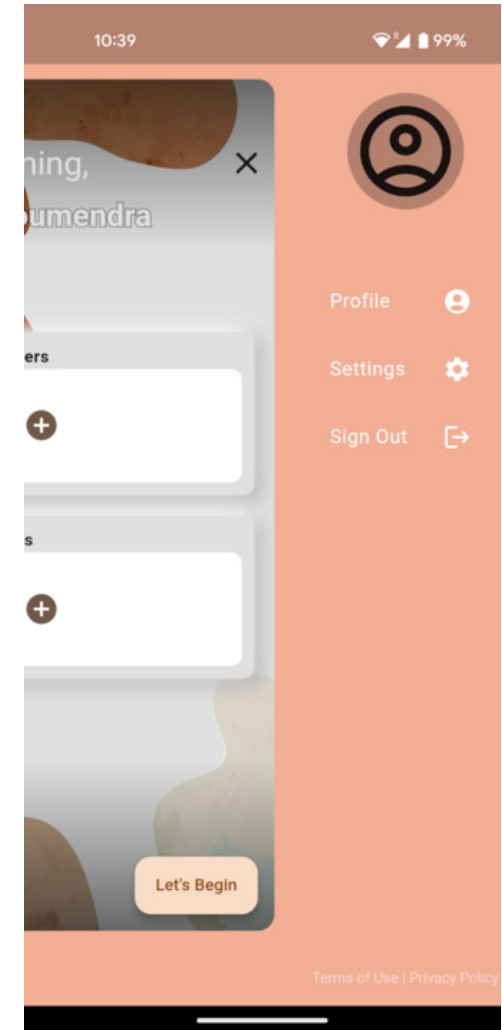 10:39 R 99%
ning,
umendra
Profile
Settings
Sign Out
ers
s
Let's Begin
Terms of Use | Privacy Policy